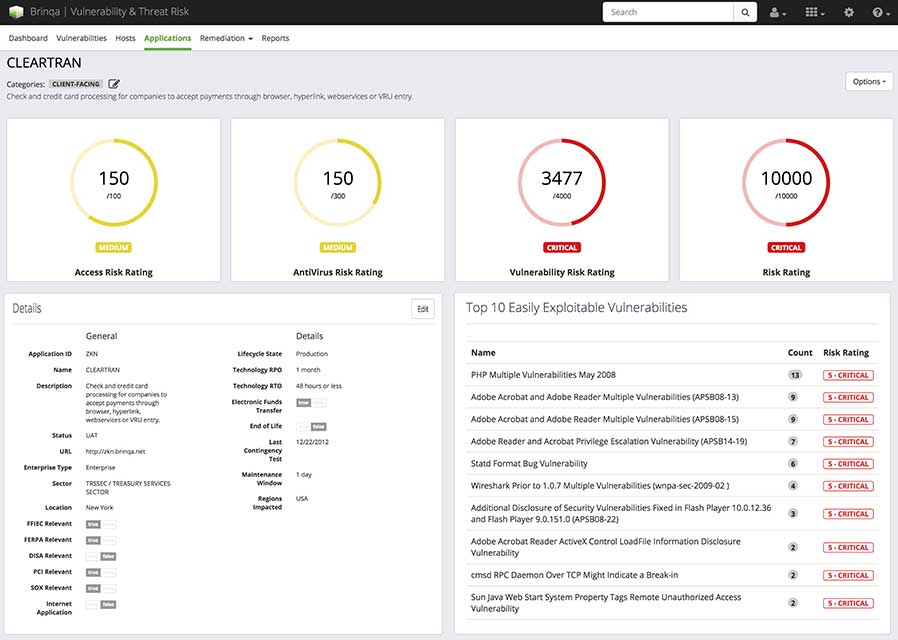 Brinqa | Vulnerability & Threat Risk
Search
Dashboard Vulnerabilities Hosts Applications Remediation Reports
CLEARTRAN
Categories: CLIENT-FACING
Options
Check and credit card processing for companies to accept payments through browser, hyperlink, webservices or VRU entry.
150
/100
MEDIUM
Access Risk Rating
150
/300
MEDIUM
AntiVirus Risk Rating
3477
/4000
CRITICAL
Vulnerability Risk Rating
10000
/10000
CRITICAL
Risk Rating
Details
Edit
General
Application ID ZKN
Name CLEARTRAN
Description Check and credit card
processing for companies to
accept payments through
browser, hyperlink,
webservices or VRU entry.
Status UAT
URL http://zkn.brinqa.net
Enterprise Type Enterprise
Sector TRSSEC / TREASURY SERVICES
SECTOR
Location New York
FFIEC Relevant true
FERPA Relevant true
DISA Relevant false
PCI Relevant true
SOX Relevant true
Internet
Application false
Details
Lifecycle State Production
Technology RPO 1 month
Technology RTO 48 hours or less
Electronic Funds
Transfer true
End of Life false
Last
Contingency
Test 12/22/2012
Maintenance
Window 1 day
Regions
Impacted USA
Top 10 Easily Exploitable Vulnerabilities
Name Count Risk Rating
PHP Multiple Vulnerabilities May 2008 13 5 - CRITICAL
Adobe Acrobat and Adobe Reader Multiple Vulnerabilities (APSB08-13) 9 5 - CRITICAL
Adobe Acrobat and Adobe Reader Multiple Vulnerabilities (APSB08-15) 9 5 - CRITICAL
Adobe Reader and Acrobat Privilege Escalation Vulnerability (APSB14-19) 7 5 - CRITICAL
Statd Format Bug Vulnerability 6 5 - CRITICAL
Wireshark Prior to 1.0.7 Multiple Vulnerabilities (wnpa-sec-2009-02 ) 4 5 - CRITICAL
Additional Disclosure of Security Vulnerabilities Fixed in Flash Player 10.0.12.36
and Flash Player 9.0.151.0 (APSB08-22) 3 5 - CRITICAL
Adobe Acrobat Reader ActiveX Control LoadFile Information Disclosure
Vulnerability 2 5 - CRITICAL
cmsd RPC Daemon Over TCP Might Indicate a Break-in 2 5 - CRITICAL
Sun Java Web Start System Property Tags Remote Unauthorized Access
Vulnerability 2 5 - CRITICAL